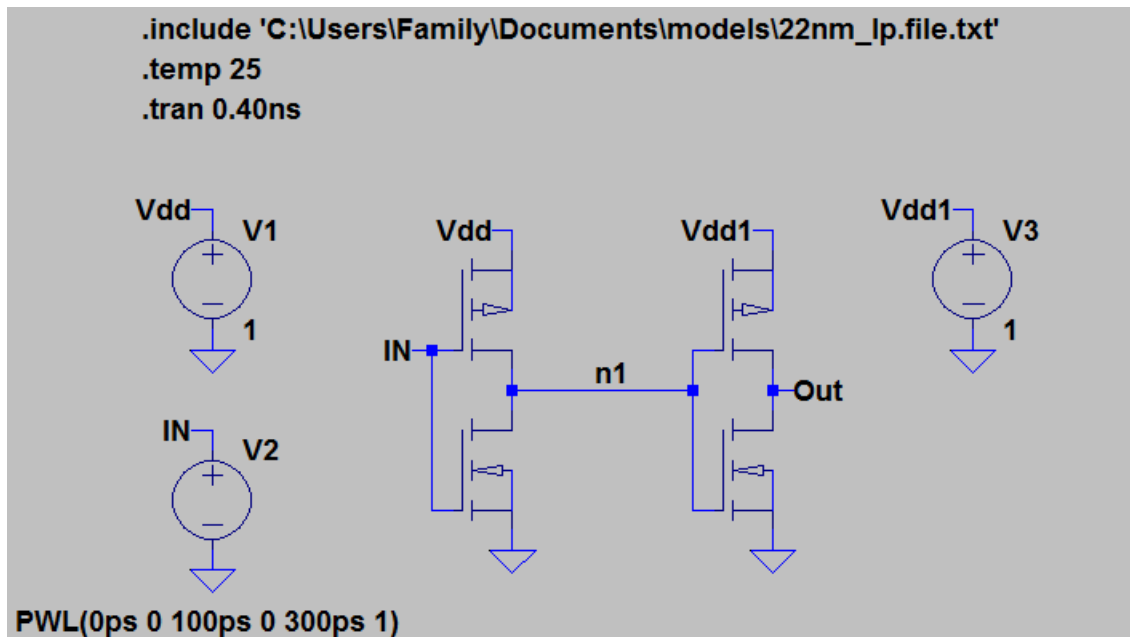 .include 'C:\Users\Family\Documents\models\22nm_lp.file.txt'
.temp 25
.tran 0.40ns
Vdd
V1
1
Vdd
Vdd1
Vdd1
V3
1
IN
n1
Out
IN
V2
PWL(0ps 0 100ps 0 300ps 1)